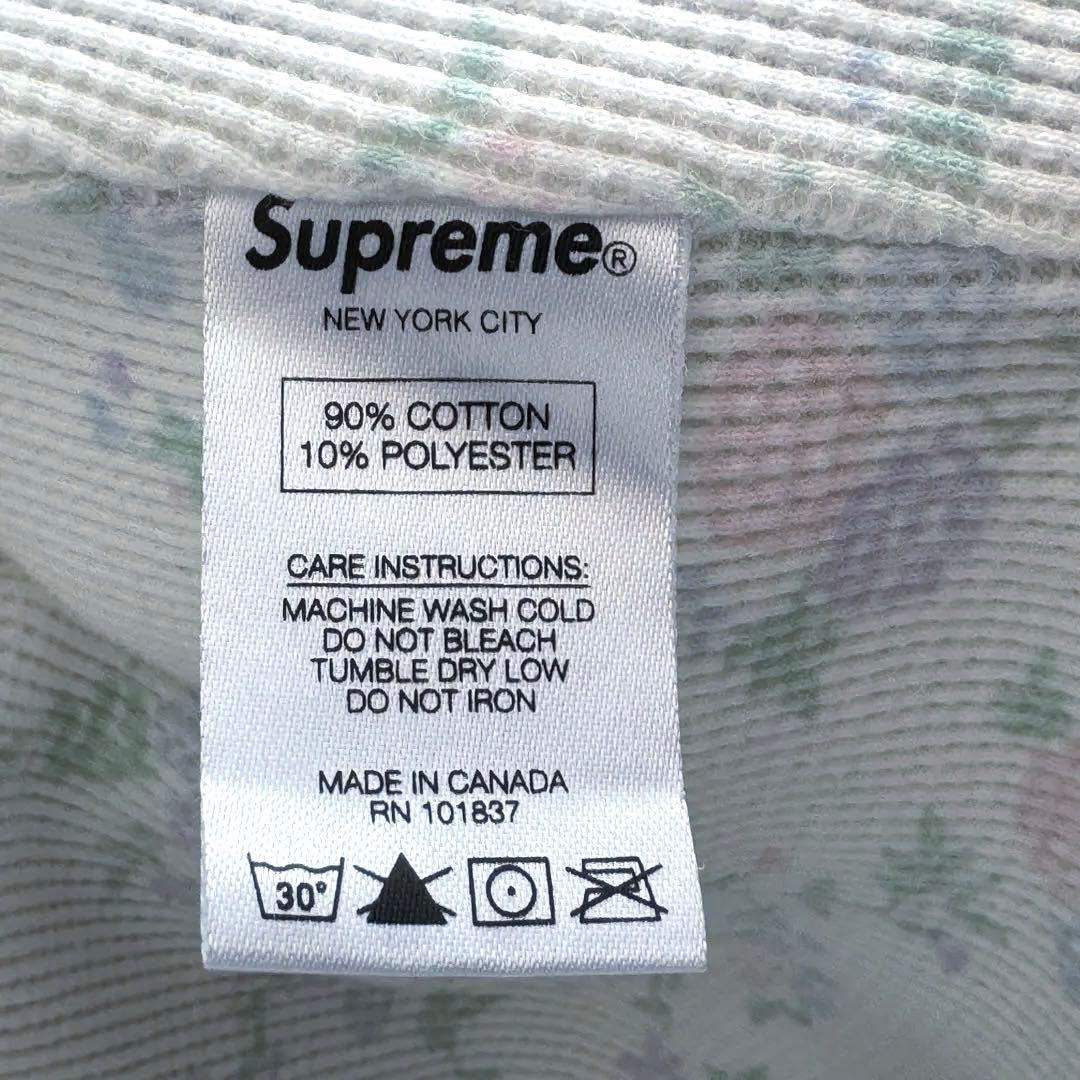 Supreme®
NEW YORK CITY
90% COTTON
10% POLYESTER
CARE INSTRUCTIONS:
MACHINE WASH COLD
DO NOT BLEACH
TUMBLE DRY LOW
DO NOT IRON
MADE IN CANADA
RN 101837
30°